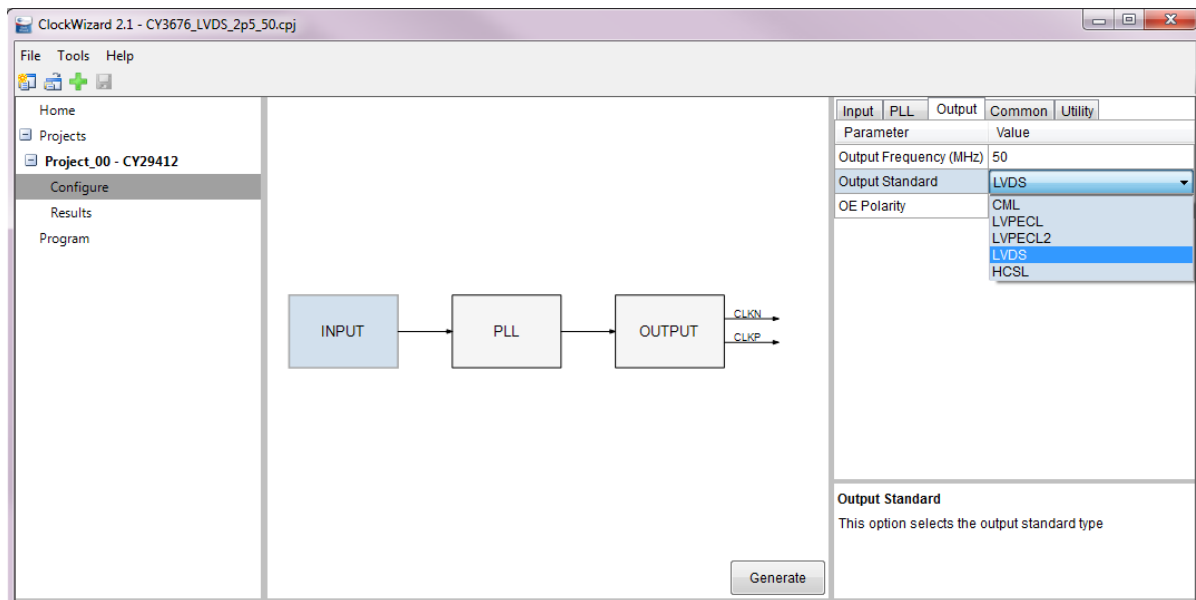 ClockWizard 2.1 - CY3676_LVDS_2p5_50.cpj
File Tools Help
Home
Projects
Project_00 - CY29412
Configure
Results
Program
INPUT
PLL
OUTPUT
CLKN
CLKP
Generate
Input PLL Output Common Utility
Parameter Value
Output Frequency (MHz) 50
Output Standard LVDS
OE Polarity
CML
LVPECL
LVPECL2
LVDS
HCSL
Output Standard
This option selects the output standard type